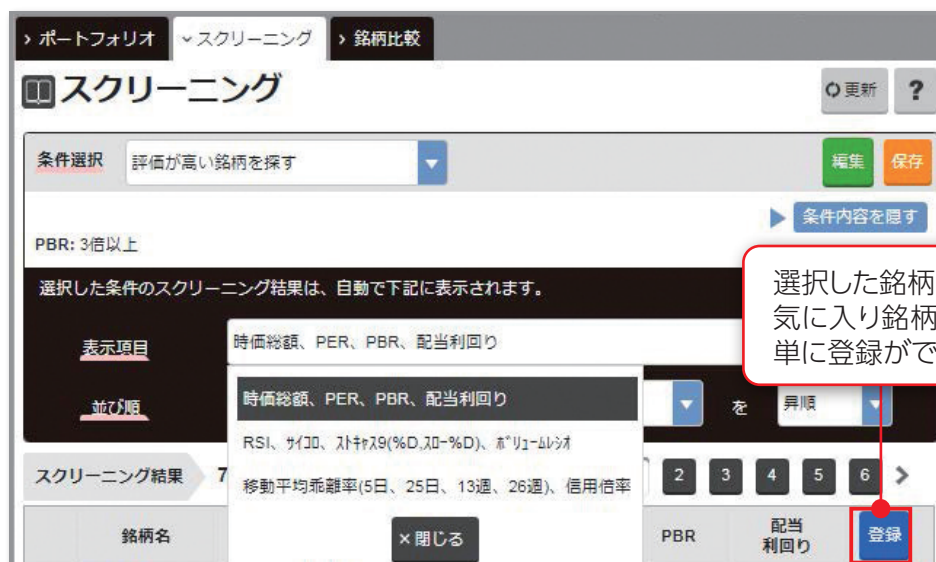 › ポートフォリオ ⌄スクリーニング › 銘柄比較
スクリーニング 更新 ?
条件選択 評価が高い銘柄を探す 編集 保存
条件内容を隠す
PBR: 3倍以上
選択した条件のスクリーニング結果は、自動で下記に表示されます。
選択した銘柄
気に入り銘柄
単に登録がで
表示項目 時価総額、PER、PBR、配当利回り
時価総額、PER、PBR、配当利回り
並び順 を 昇順
RSI、サイコロ、ストキャス9(%D,スロー%D)、ボリュームレシオ
移動平均乖離率(5日、25日、13週、26週)、信用倍率
スクリーニング結果 7 2 3 4 5 6 >
×閉じる
銘柄名 PBR 配当
利回り 登録